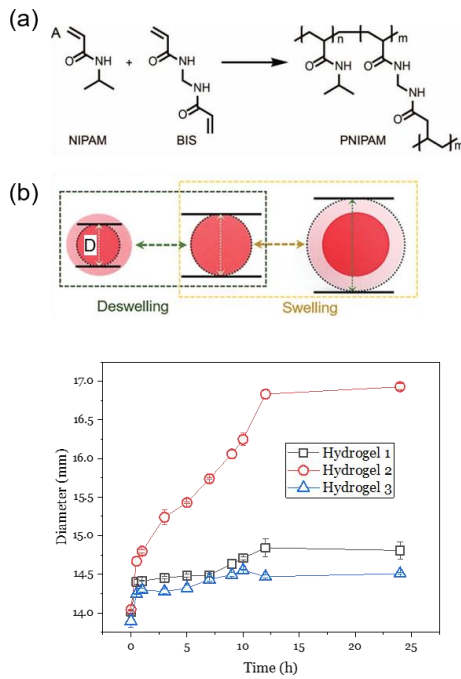 (a)
A
NH
NIPAM
+
O
NH
NH
O
BIS
n
m
O
NH
O
NH
NH
O
m
PNIPAM
(b)
D
Deswelling
Swelling
17.0
16.5
16.0
15.5
15.0
14.5
14.0
Diameter (mm)
Hydrogel 1
Hydrogel 2
Hydrogel 3
0
5
10
15
20
25
Time (h)